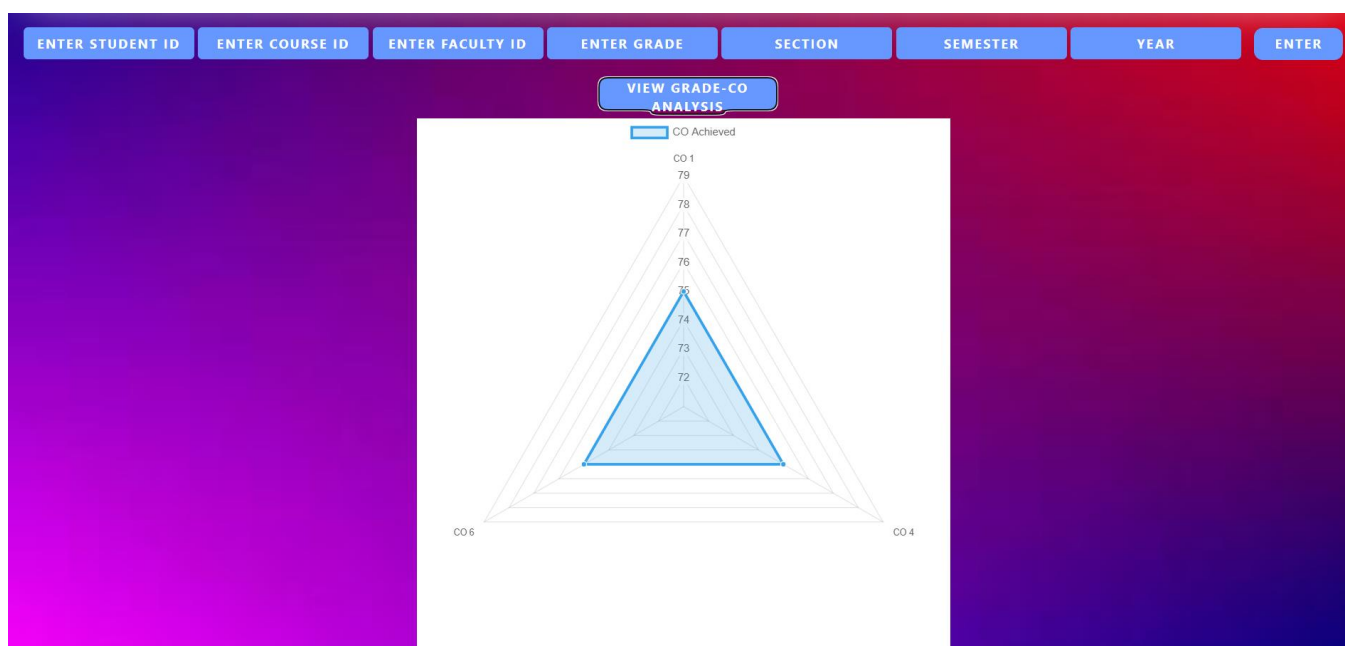 ENTER STUDENT ID ENTER COURSE ID ENTER FACULTY ID ENTER GRADE SECTION SEMESTER YEAR ENTER
VIEW GRADE-CO
ANALYSIS
CO Achieved
CO 1
79
78
77
76
75
74
73
72
CO 6 CO 4